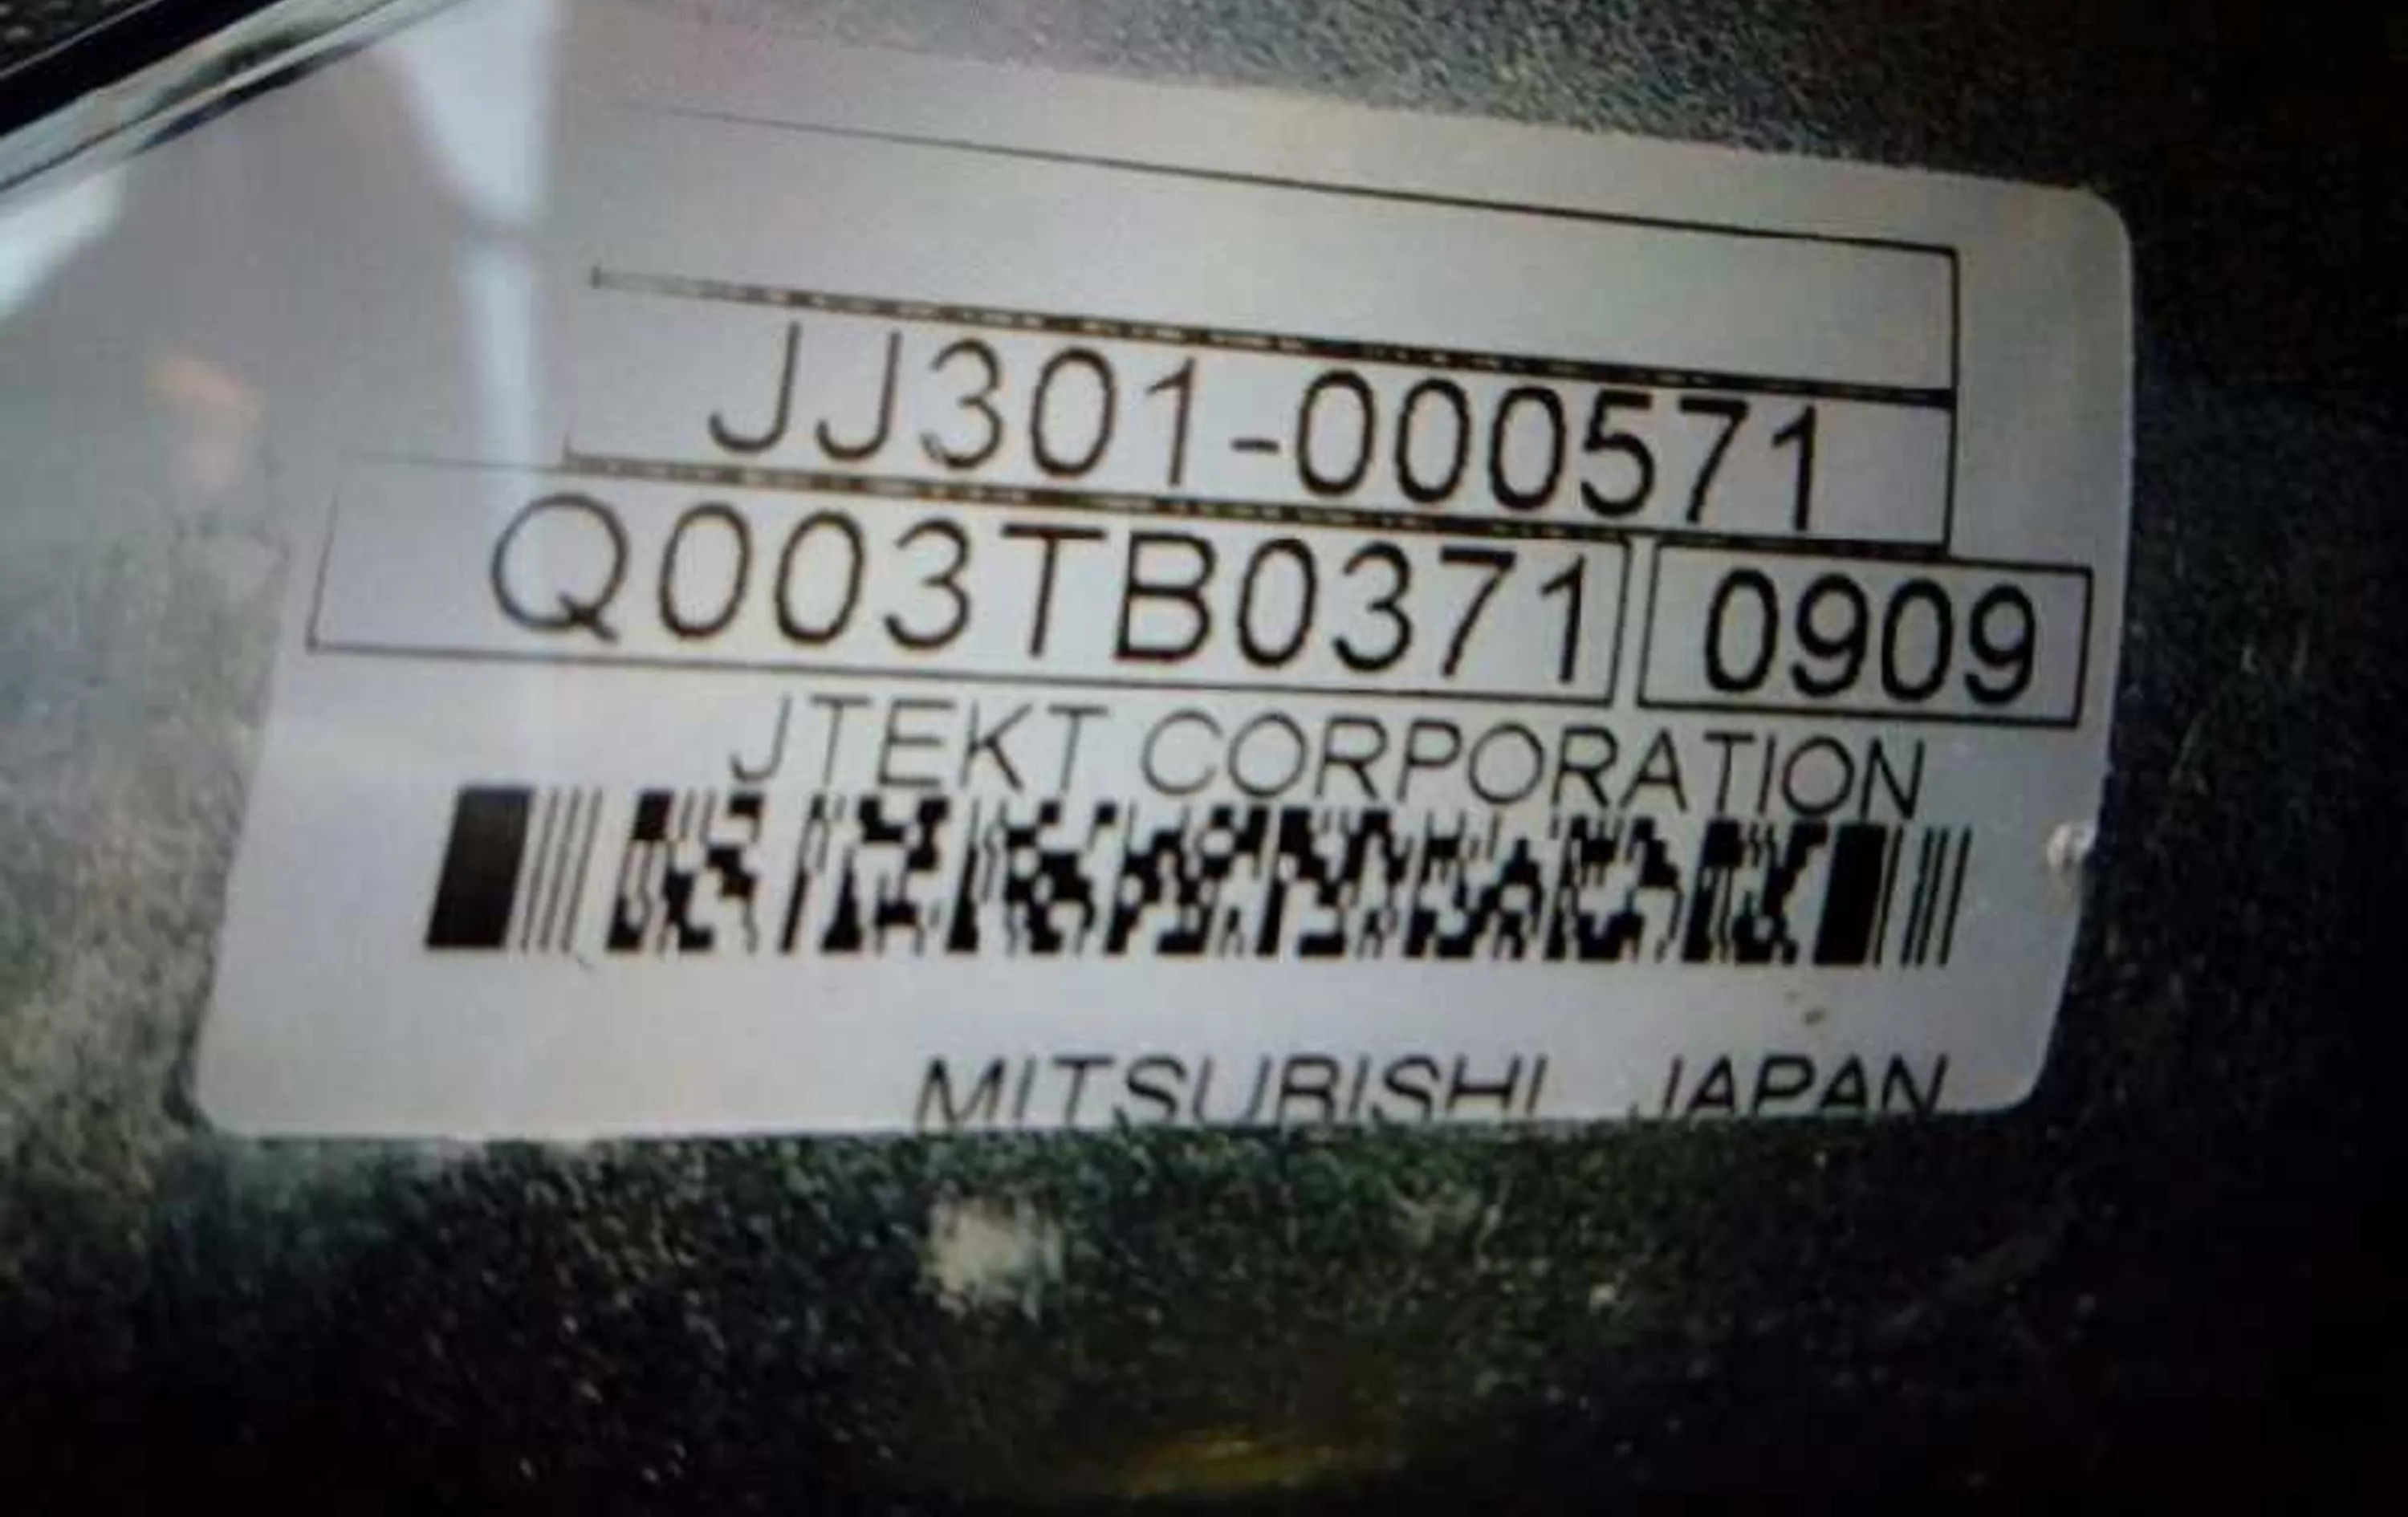 JJ301-000571
Q003TB0371 0909
JTEKT CORPORATION
MITSUBISHI JAPAN